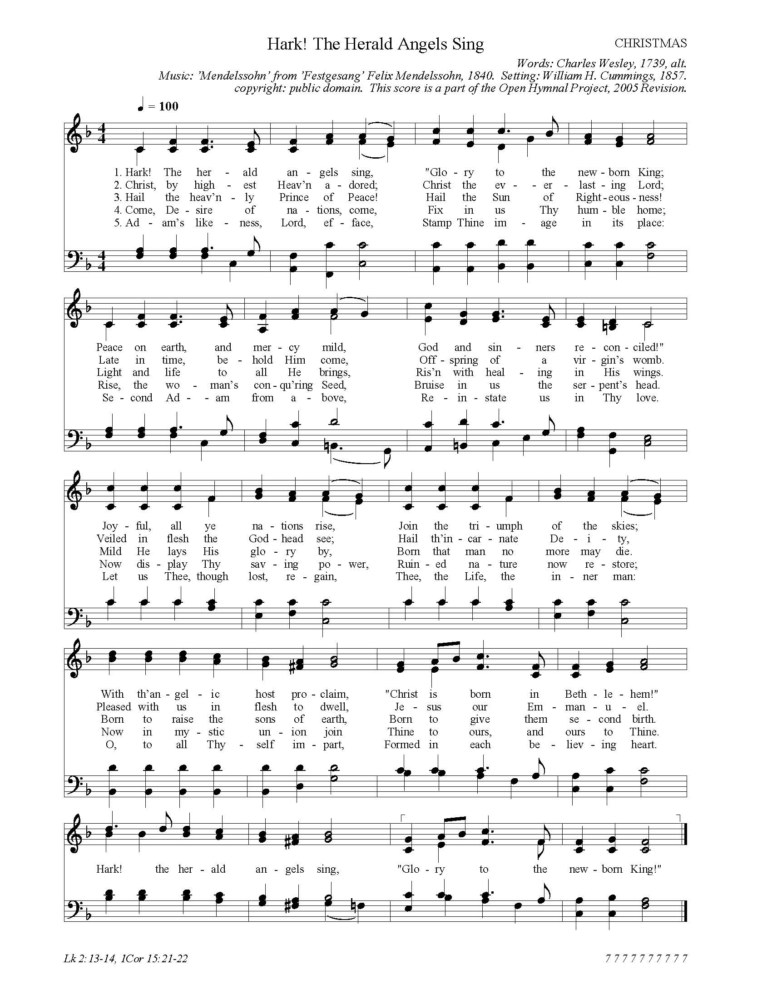 Hark! The Herald Angels Sing
CHRISTMAS
Words: Charles Wesley, 1739, alt.
Music: 'Mendelssohn' from 'Festgesang' Felix Mendelssohn, 1840. Setting: William H. Cummings, 1857.
copyright: public domain. This score is a part of the Open Hymnal Project, 2005 Revision.
= 100
4 4
1. Hark! The her - ald an - gels sing, "Glo - ry to the new - born King;
2. Christ, by high - est Heav'n a - dored; Christ the ev - er - last - ing Lord;
3. Hail the heav'n - ly Prince of Peace! Hail the Sun of Right - eous - ness!
4. Come, De - sire of na - tions, come, Fix in us Thy hum - ble home;
5. Ad - am's like - ness, Lord, ef - face, Stamp Thine im - age in its place:
4 4
Peace on earth, and mer - cy mild, God and sin - ners re - con - ciled!"
Late in time, be - hold Him come, Off - spring of a vir - gin's womb.
Light and life to all He brings, Ris'n with heal - ing in His wings.
Rise, the wo - man's con - qu'ring Seed, Bruise in us the ser - pent's head.
Se - cond Ad - am from a - bove, Re - in - state us in Thy love.
Joy - ful, all ye na - tions rise, Join the tri - umph of the skies;
Veiled in flesh the God - head see; Hail th'in - car - nate De - i - ty,
Mild He lays His glo - ry by, Born that man no more may die.
Now dis - play Thy sav - ing po - wer, Ruin - ed na - ture now re - store;
Let us Thee, though lost, re - gain, Thee, the Life, the in - ner man:
With th'an - gel - ic host pro - claim, "Christ is born in Beth - le - hem!"
Pleased with us in flesh to dwell, Je - sus our Em - man - u - el.
Born to raise the sons of earth, Born to give them se - cond birth.
Now in my - stic un - ion join Thine to ours, and ours to Thine.
O, to all Thy - self im - part, Formed in each be - liev - ing heart.
Hark! the her - ald an - gels sing, "Glo - ry to the new - born King!"
Lk 2:13-14, 1Cor 15:21-22
7 7 7 7 7 7 7 7 7 7